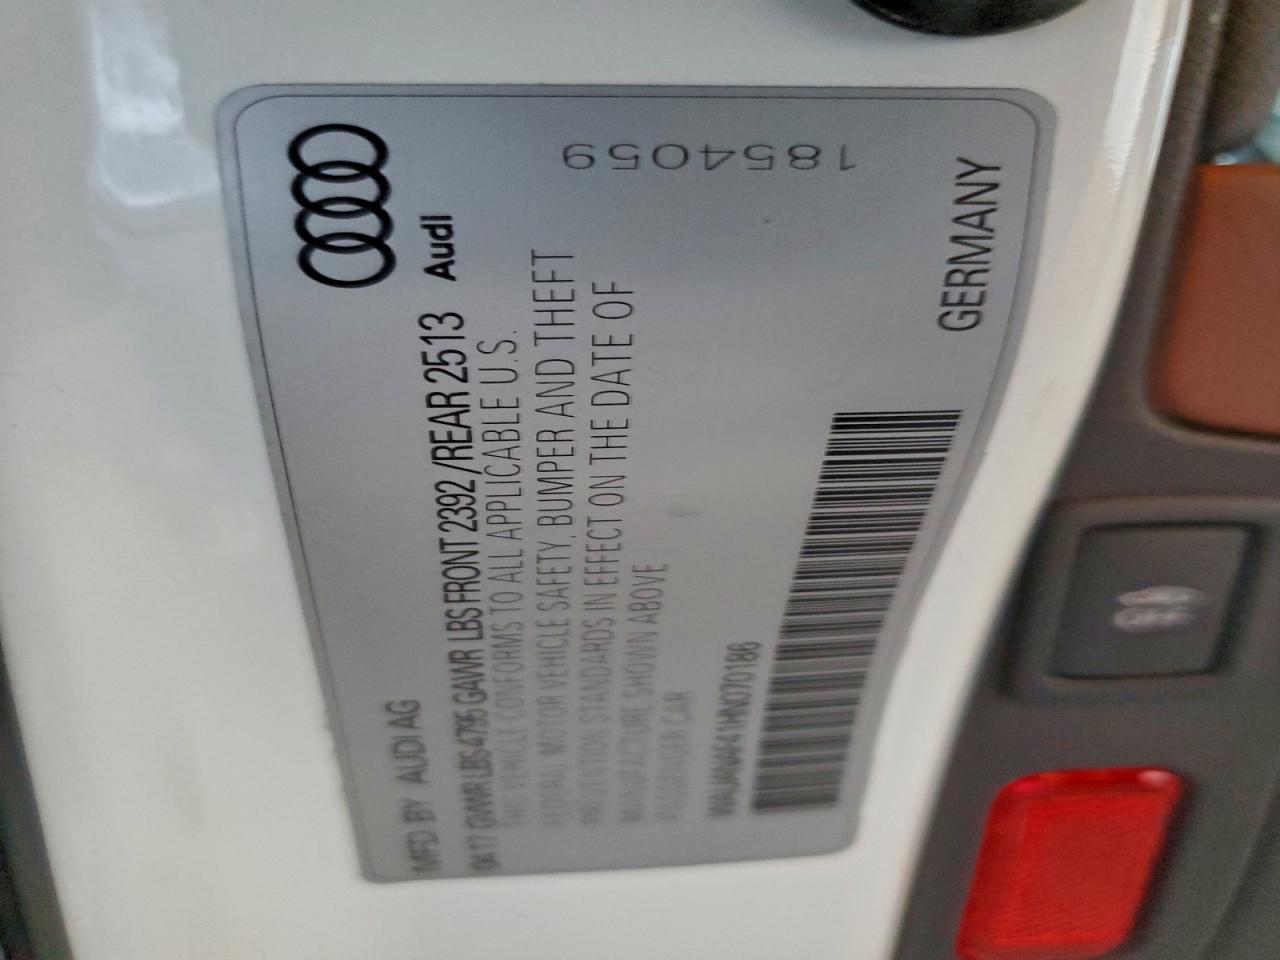 Audi
1854059
MFD BY AUDI AG
GVWR LBS 4795 GAWR LBS FRONT 2392 /REAR 2513
THIS VEHICLE CONFORMS TO ALL APPLICABLE U.S.
FEDERAL MOTOR VEHICLE SAFETY, BUMPER AND THEFT
PREVENTION STANDARDS IN EFFECT ON THE DATE OF
MANUFACTURE SHOWN ABOVE
PASSENGER CAR
WAUANAF41HN070186
GERMANY